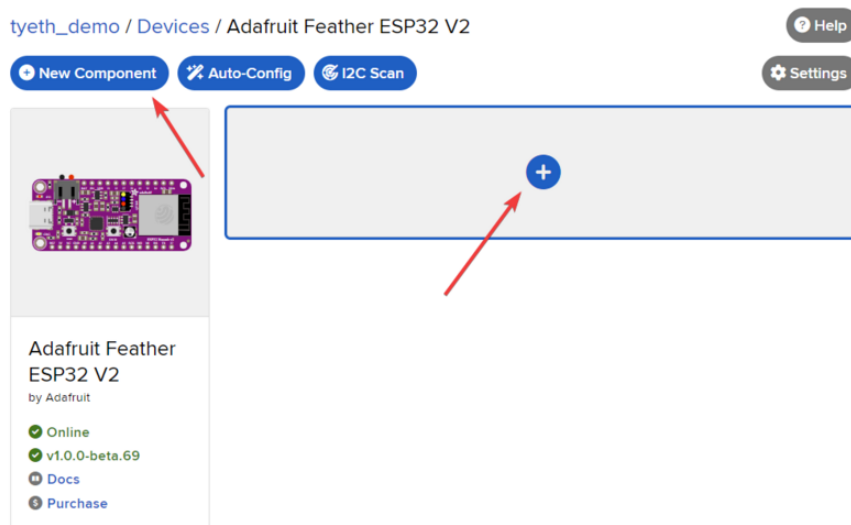 tyeth_demo / Devices / Adafruit Feather ESP32 V2
Help
New Component
Auto-Config
I2C Scan
Settings
Adafruit Feather
ESP32 V2
by Adafruit
Online
v1.0.0-beta.69
Docs
Purchase